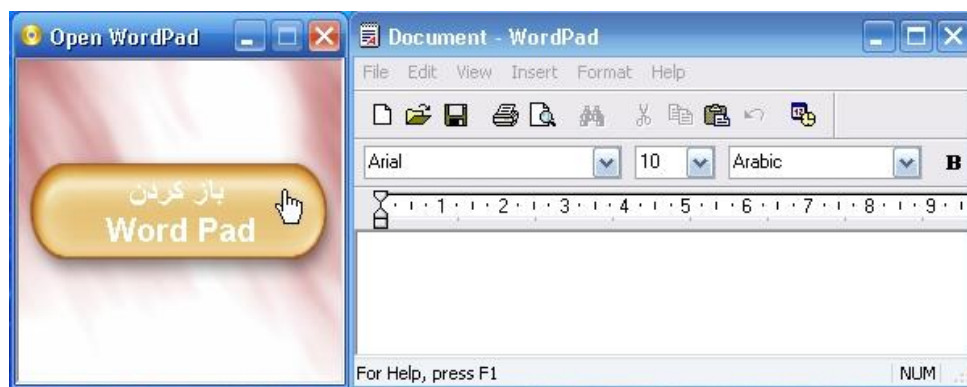 Open WordPad
باز کردن
Word Pad
Document - WordPad
File Edit View Insert Format Help
Arial 10 Arabic B
1 2 3 4 5 6 7 8 9
For Help, press F1 NUM